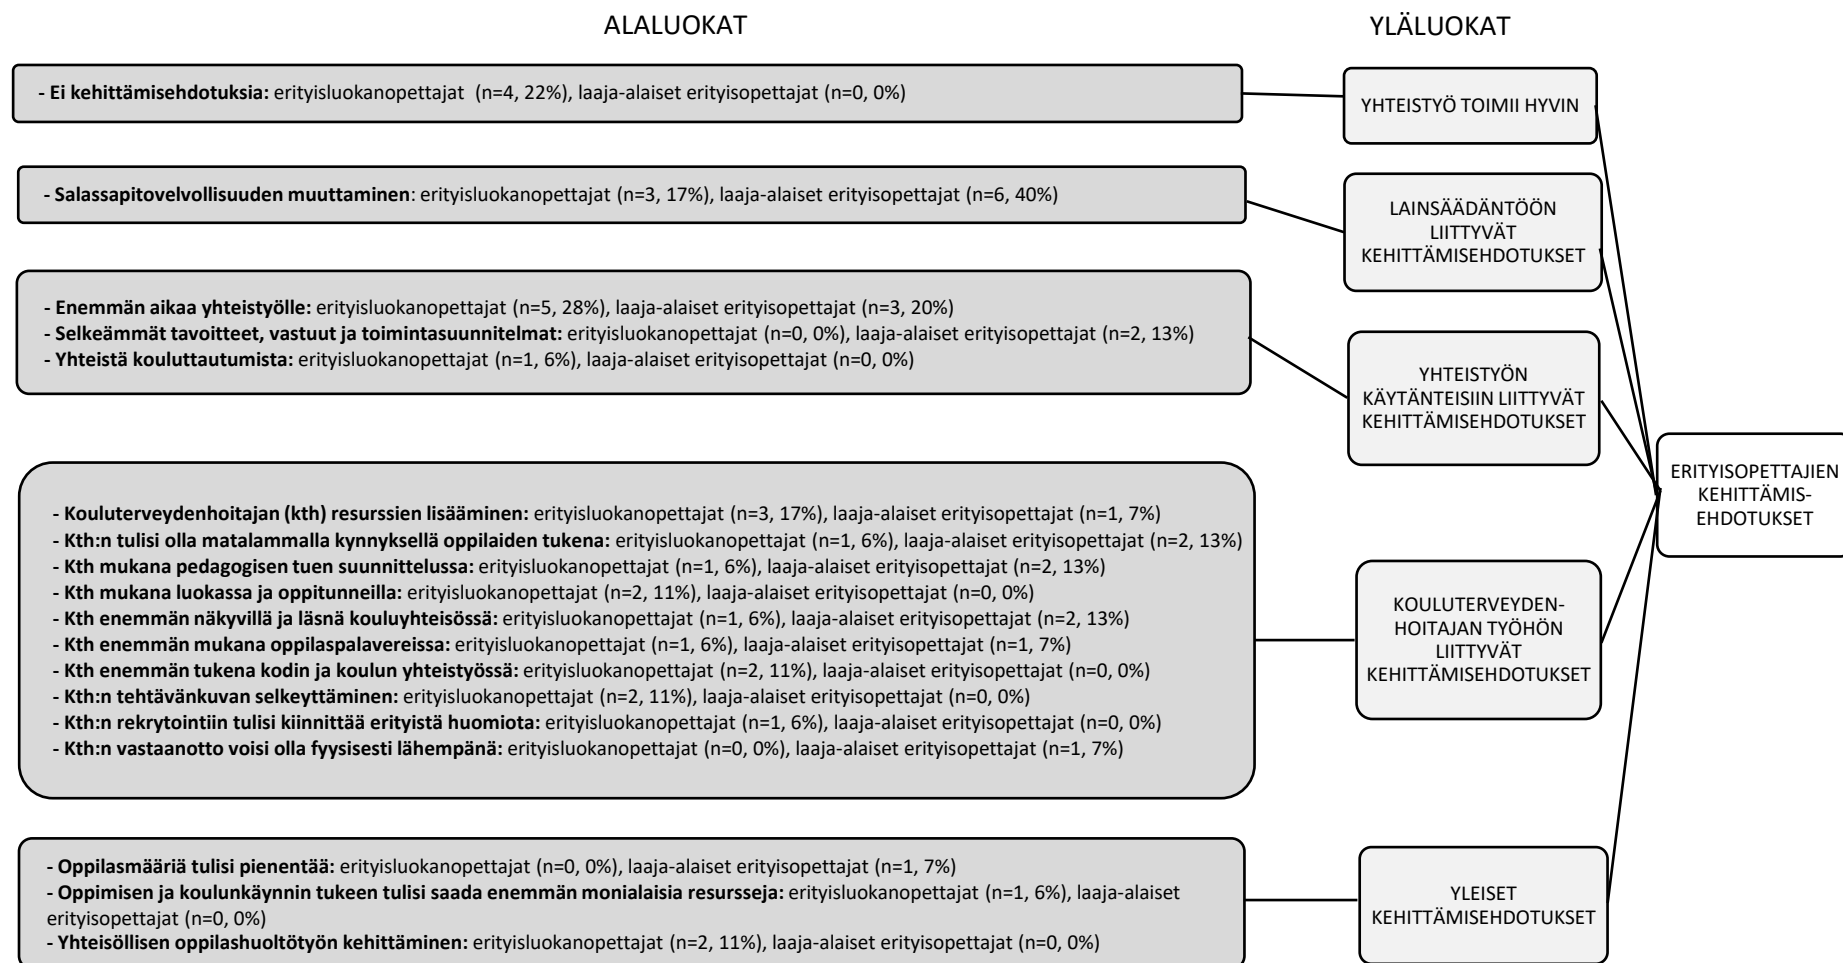 ALALUOKAT
YLÄLUOKAT
- Ei kehittämisehdotuksia: erityisluokanopettajat (n=4, 22%), laaja-alaiset erityisopettajat (n=0, 0%)
YHTEISTYÖ TOIMII HYVIN
- Salassapitovelvollisuuden muuttaminen: erityisluokanopettajat (n=3, 17%), laaja-alaiset erityisopettajat (n=6, 40%)
LAINSÄÄDÄNTÖÖN
LIITTYVÄT
KEHITTÄMISEHDOTUKSET
- Enemmän aikaa yhteistyölle: erityisluokanopettajat (n=5, 28%), laaja-alaiset erityisopettajat (n=3, 20%)
- Selkeämmät tavoitteet, vastuut ja toimintasuunnitelmat: erityisluokanopettajat (n=0, 0%), laaja-alaiset erityisopettajat (n=2, 13%)
- Yhteistä kouluttautumista: erityisluokanopettajat (n=1, 6%), laaja-alaiset erityisopettajat (n=0, 0%)
YHTEISTYÖN
KÄYTÄNTEISIIN LIITTYVÄT
KEHITTÄMISEHDOTUKSET
- Kouluterveydenhoitajan (kth) resurssien lisääminen: erityisluokanopettajat (n=3, 17%), laaja-alaiset erityisopettajat (n=1, 7%)
- Kth:n tulisi olla matalammalla kynnyksellä oppilaiden tukena: erityisluokanopettajat (n=1, 6%), laaja-alaiset erityisopettajat (n=2, 13%)
- Kth mukana pedagogisen tuen suunnittelussa: erityisluokanopettajat (n=1, 6%), laaja-alaiset erityisopettajat (n=2, 13%)
- Kth mukana luokassa ja oppitunneilla: erityisluokanopettajat (n=2, 11%), laaja-alaiset erityisopettajat (n=0, 0%)
- Kth enemmän näkyvillä ja läsnä kouluyhteisössä: erityisluokanopettajat (n=1, 6%), laaja-alaiset erityisopettajat (n=2, 13%)
- Kth enemmän mukana oppilaspalavereissa: erityisluokanopettajat (n=1, 6%), laaja-alaiset erityisopettajat (n=1, 7%)
- Kth enemmän tukena kodin ja koulun yhteistyössä: erityisluokanopettajat (n=2, 11%), laaja-alaiset erityisopettajat (n=0, 0%)
- Kth:n tehtävänkuvan selkeyttäminen: erityisluokanopettajat (n=2, 11%), laaja-alaiset erityisopettajat (n=0, 0%)
- Kth:n rekrytointiin tulisi kiinnittää erityistä huomiota: erityisluokanopettajat (n=1, 6%), laaja-alaiset erityisopettajat (n=0, 0%)
- Kth:n vastaanotto voisi olla fyysisesti lähempänä: erityisluokanopettajat (n=0, 0%), laaja-alaiset erityisopettajat (n=1, 7%)
KOULUTERVEYDEN-
HOITAJAN TYÖHÖN
LIITTYVÄT
KEHITTÄMISEHDOTUKSET
- Oppilasmääriä tulisi pienentää: erityisluokanopettajat (n=0, 0%), laaja-alaiset erityisopettajat (n=1, 7%)
- Oppimisen ja koulunkäynnin tukeen tulisi saada enemmän monialaisia resursseja: erityisluokanopettajat (n=1, 6%), laaja-alaiset
erityisopettajat (n=0, 0%)
- Yhteisöllisen oppilashuoltötyön kehittäminen: erityisluokanopettajat (n=2, 11%), laaja-alaiset erityisopettajat (n=0, 0%)
YLEISET
KEHITTÄMISEHDOTUKSET
ERITYISOPETTAJIEN
KEHITTÄMIS-
EHDOTUKSET